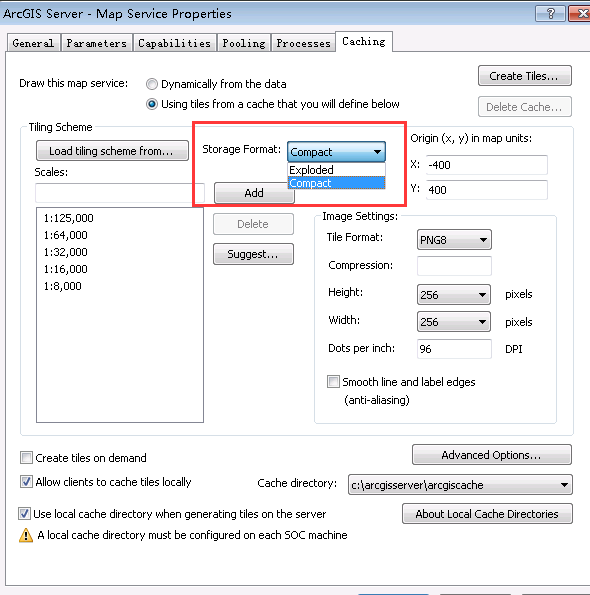 ArcGIS Server - Map Service Properties
General Parameters Capabilities Pooling Processes Caching
Draw this map service:
Dynamically from the data
Using tiles from a cache that you will define below
Create Tiles...
Delete Cache...
Tiling Scheme
Load tiling scheme from...
Storage Format: Compact
Exploded
Compact
Origin (x, y) in map units:
X: -400
Y: 400
Scales:
Add
Delete
Suggest...
1:125,000
1:64,000
1:32,000
1:16,000
1:8,000
Image Settings:
Tile Format: PNG8
Compression:
Height: 256 pixels
Width: 256 pixels
Dots per inch: 96 DPI
Smooth line and label edges
(anti-aliasing)
Create tiles on demand
Advanced Options...
Allow clients to cache tiles locally
Cache directory: c:\arcgisserver\arcgiscache
Use local cache directory when generating tiles on the server
About Local Cache Directories
A local cache directory must be configured on each SOC machine